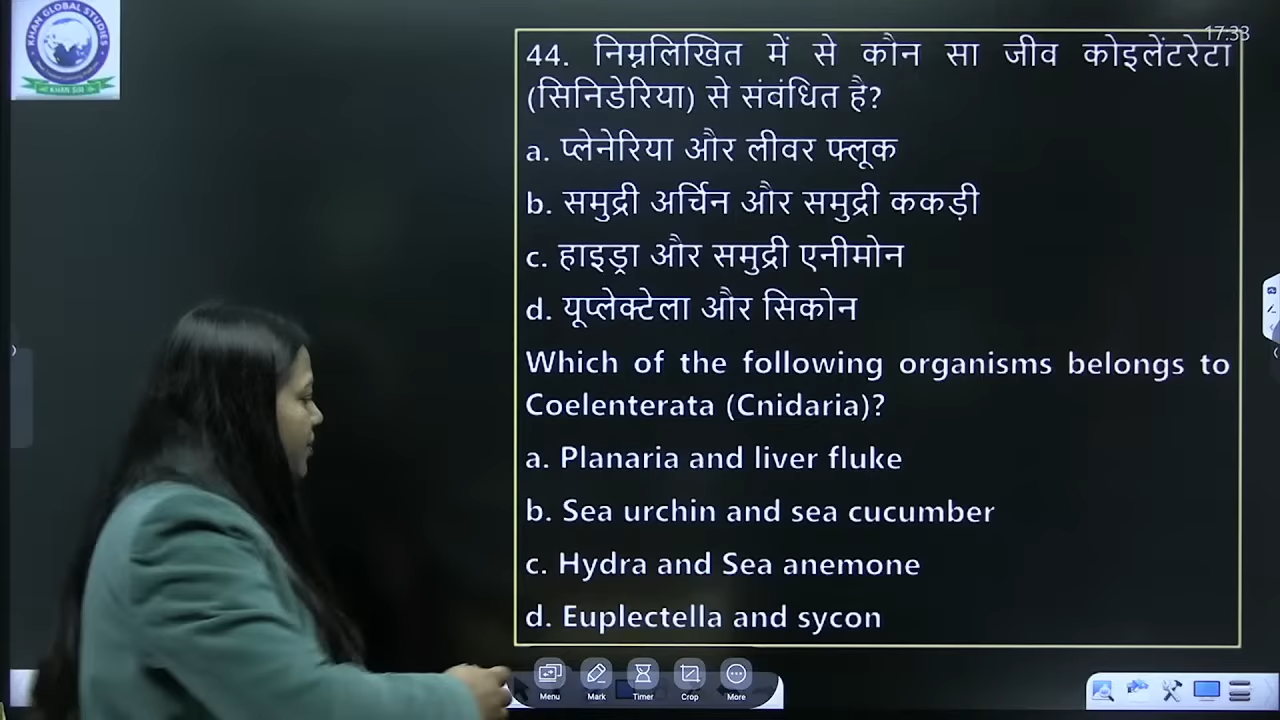 KHAN GLOBAL STUDIES
KHAN SIR
17:33
44. निम्नलिखित में से कौन सा जीव कोइलेंटरेटा
(सिनिडेरिया) से संवंधित है?
a. प्लेनेरिया और लीवर फ्लूक
b. समुद्री अर्चिन और समुद्री ककड़ी
c. हाइड्रा और समुद्री एनीमोन
d. यूप्लेक्टेला और सिकोन
Which of the following organisms belongs to
Coelenterata (Cnidaria)?
a. Planaria and liver fluke
b. Sea urchin and sea cucumber
c. Hydra and Sea anemone
d. Euplectella and sycon
Menu Mark Timer Crop More